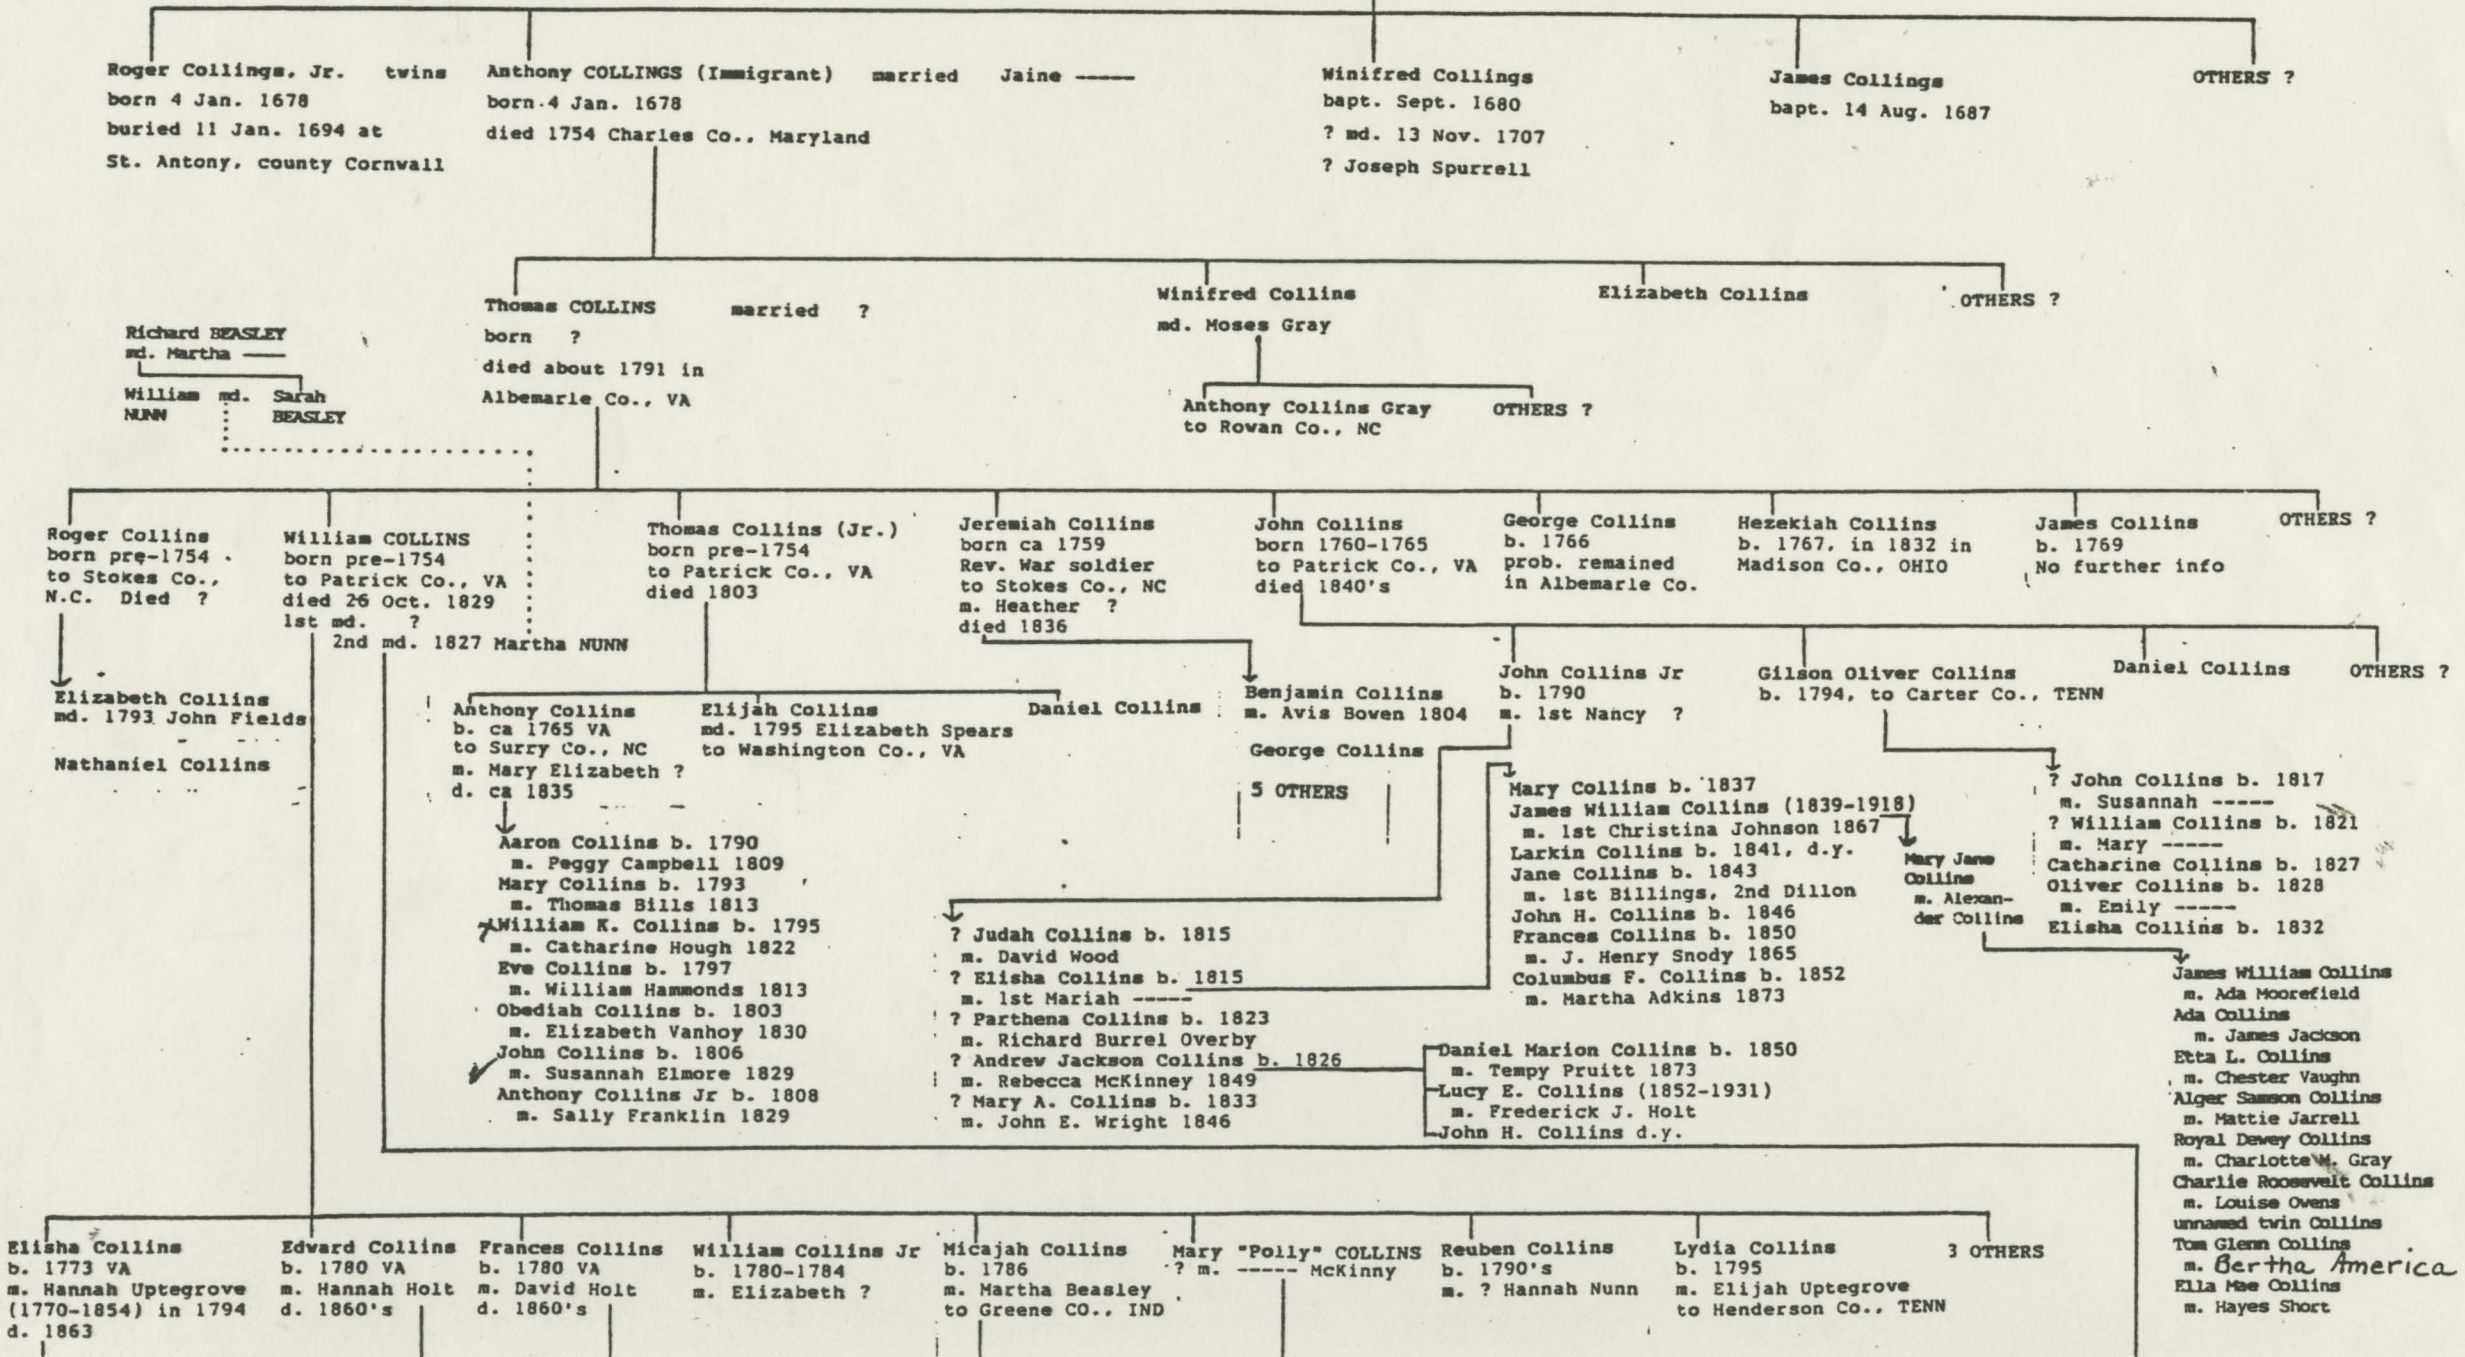 Roger Collings, Jr. twins
born 4 Jan. 1678
buried 11 Jan. 1694 at
St. Antony, county Cornwall
Anthony COLLINGS (Immigrant) married Jaine -----
born 4 Jan. 1678
died 1754 Charles Co., Maryland
Winifred Collings
bapt. Sept. 1680
? md. 13 Nov. 1707
? Joseph Spurrell
James Collings
bapt. 14 Aug. 1687
OTHERS ?
Thomas COLLINS married ?
born ?
died about 1791 in
Albemarle Co., VA
Winifred Collins
md. Moses Gray
Elizabeth Collins
OTHERS ?
Richard BEASLEY
md. Martha ----
William md. Sarah
NUNN BEASLEY
Anthony Collins Gray
to Rowan Co., NC
OTHERS ?
Roger Collins
born pre-1754
to Stokes Co.,
N.C. Died ?
William COLLINS
born pre-1754
to Patrick Co., VA
died 26 Oct. 1829
1st md. ?
2nd md. 1827 Martha NUNN
Thomas Collins (Jr.)
born pre-1754
to Patrick Co., VA
died 1803
Jeremiah Collins
born ca 1759
Rev. War soldier
to Stokes Co., NC
m. Heather ?
died 1836
John Collins
born 1760-1765
to Patrick Co., VA
died 1840's
George Collins
b. 1766
prob. remained
in Albemarle Co.
Hezekiah Collins
b. 1767, in 1832 in
Madison Co., OHIO
James Collins
b. 1769
No further info
OTHERS ?
Elizabeth Collins
md. 1793 John Fields
Nathaniel Collins
Anthony Collins
b. ca 1765 VA
to Surry Co., NC
m. Mary Elizabeth ?
d. ca 1835
Elijah Collins
md. 1795 Elizabeth Spears
to Washington Co., VA
Daniel Collins
Benjamin Collins
m. Avis Bowen 1804
George Collins
5 OTHERS
John Collins Jr
b. 1790
m. 1st Nancy ?
Gilson Oliver Collins
b. 1794, to Carter Co., TENN
Daniel Collins
OTHERS ?
Aaron Collins b. 1790
m. Peggy Campbell 1809
Mary Collins b. 1793
m. Thomas Bills 1813
William K. Collins b. 1795
m. Catharine Hough 1822
Eve Collins b. 1797
m. William Hammonds 1813
Obediah Collins b. 1803
m. Elizabeth Vanhoy 1830
John Collins b. 1806
m. Susannah Elmore 1829
Anthony Collins Jr b. 1808
m. Sally Franklin 1829
? Judah Collins b. 1815
m. David Wood
? Elisha Collins b. 1815
m. 1st Mariah -----
? Parthena Collins b. 1823
m. Richard Burrel Overby
? Andrew Jackson Collins b. 1826
m. Rebecca McKinney 1849
? Mary A. Collins b. 1833
m. John E. Wright 1846
Mary Collins b. 1837
James William Collins (1839-1918)
m. 1st Christina Johnson 1867
Larkin Collins b. 1841, d.y.
Jane Collins b. 1843
m. 1st Billings, 2nd Dillon
John H. Collins b. 1846
Frances Collins b. 1850
m. J. Henry Snody 1865
Columbus F. Collins b. 1852
m. Martha Adkins 1873
Daniel Marion Collins b. 1850
m. Tempy Pruitt 1873
Lucy E. Collins (1852-1931)
m. Frederick J. Holt
John H. Collins d.y.
Mary Jane
Collins
m. Alexan-
der Collins
? John Collins b. 1817
m. Susannah -----
? William Collins b. 1821
m. Mary -----
Catharine Collins b. 1827
Oliver Collins b. 1828
m. Emily -----
Elisha Collins b. 1832
James William Collins
m. Ada Moorefield
Ada Collins
m. James Jackson
Etta L. Collins
m. Chester Vaughn
Alger Samson Collins
m. Mattie Jarrell
Royal Dewey Collins
m. Charlotte M. Gray
Charlie Roosevelt Collins
m. Louise Owens
unnamed twin Collins
Tom Glenn Collins
m. Bertha America
Ella Mae Collins
m. Hayes Short
Elisha Collins
b. 1773 VA
m. Hannah Uptegrove
(1770-1854) in 1794
d. 1863
Edward Collins
b. 1780 VA
m. Hannah Holt
d. 1860's
Frances Collins
b. 1780 VA
m. David Holt
d. 1860's
William Collins Jr
b. 1780-1784
m. Elizabeth ?
Micajah Collins
b. 1786
m. Martha Beasley
to Greene CO., IND
Mary "Polly" COLLINS
? m. ----- McKinny
Reuben Collins
b. 1790's
m. ? Hannah Nunn
Lydia Collins
b. 1795
m. Elijah Uptegrove
to Henderson Co., TENN
3 OTHERS